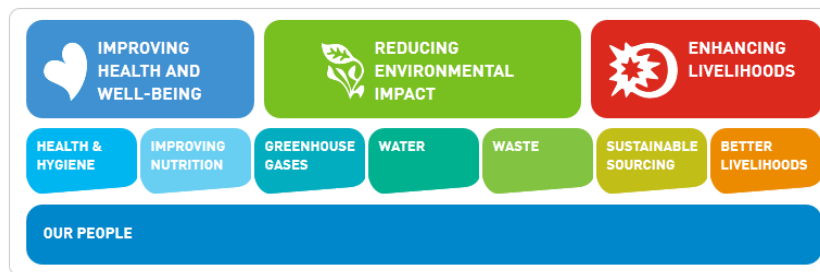 IMPROVING
HEALTH AND
WELL-BEING
REDUCING
ENVIRONMENTAL
IMPACT
ENHANCING
LIVELIHOODS
HEALTH &
HYGIENE
IMPROVING
NUTRITION
GREENHOUSE
GASES
WATER
WASTE
SUSTAINABLE
SOURCING
BETTER
LIVELIHOODS
OUR PEOPLE